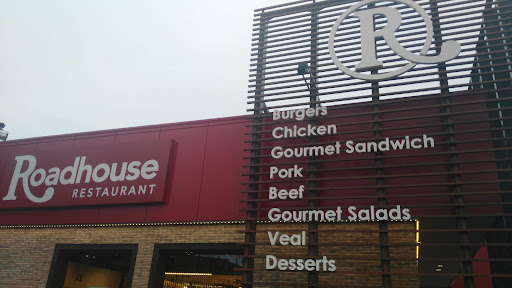 R
Roadhouse
RESTAURANT
Burgers
Chicken
Gourmet Sandwich
Pork
Beef
Gourmet Salads
Veal
Desserts